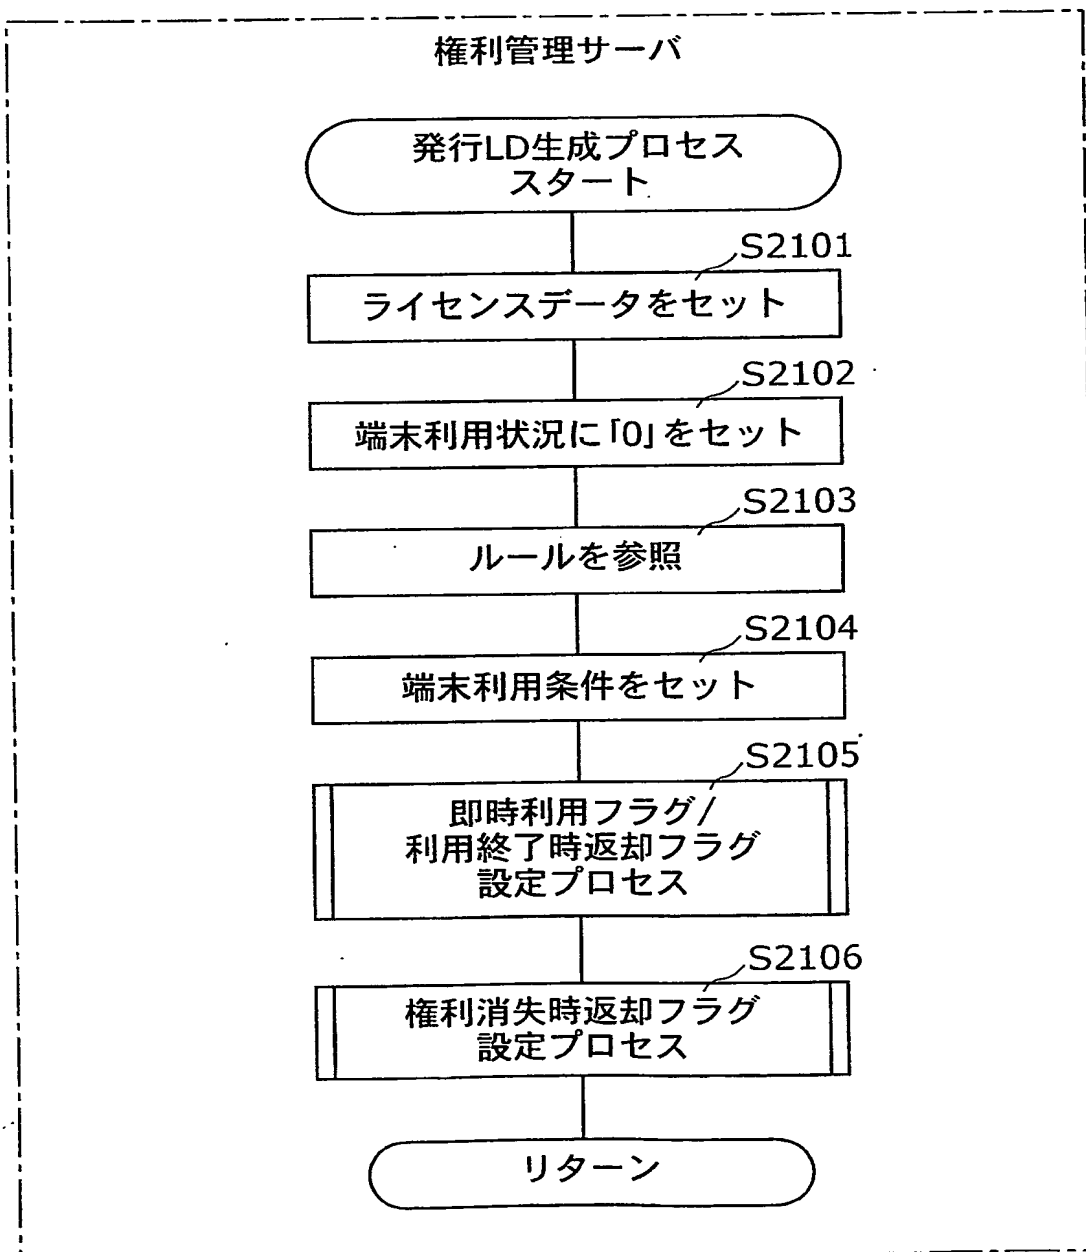 権利管理サーバ
発行LD生成プロセス
スタート
S2101
ライセンスデータをセット
S2102
端末利用状況に「0」をセット
S2103
ルールを参照
S2104
端末利用条件をセット
S2105
即時利用フラグ/
利用終了時返却フラグ
設定プロセス
S2106
権利消失時返却フラグ
設定プロセス
リターン